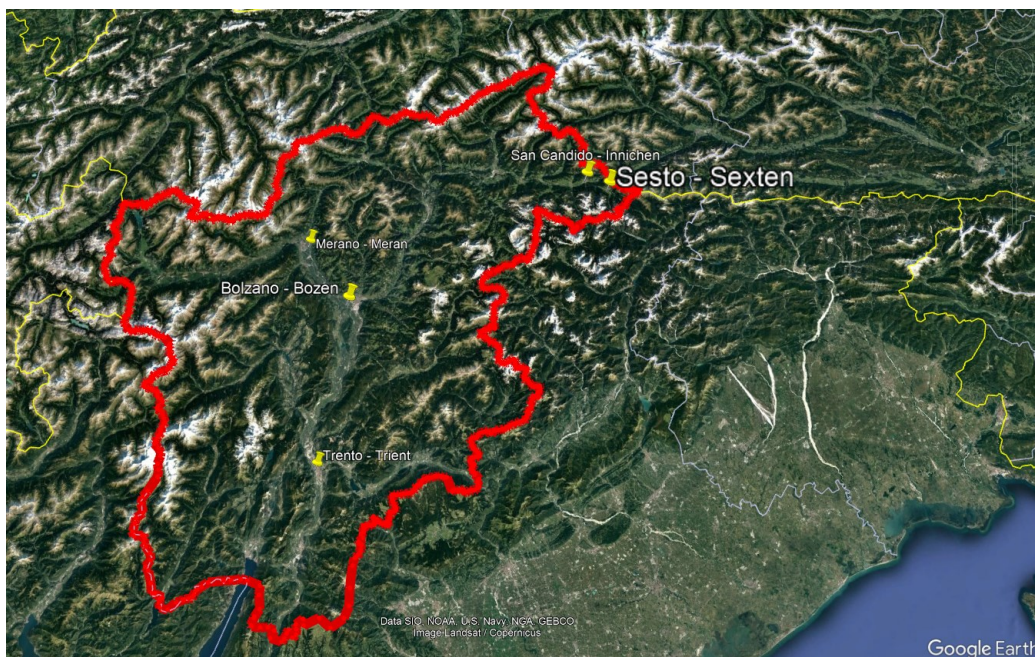 San Candido - Innichen
Sesto - Sexten
Merano - Meran
Bolzano - Bozen
Trento - Trient
Data SIO, NOAA, U.S. Navy, NGA, GEBCO
Image Landsat / Copernicus
Google Earth